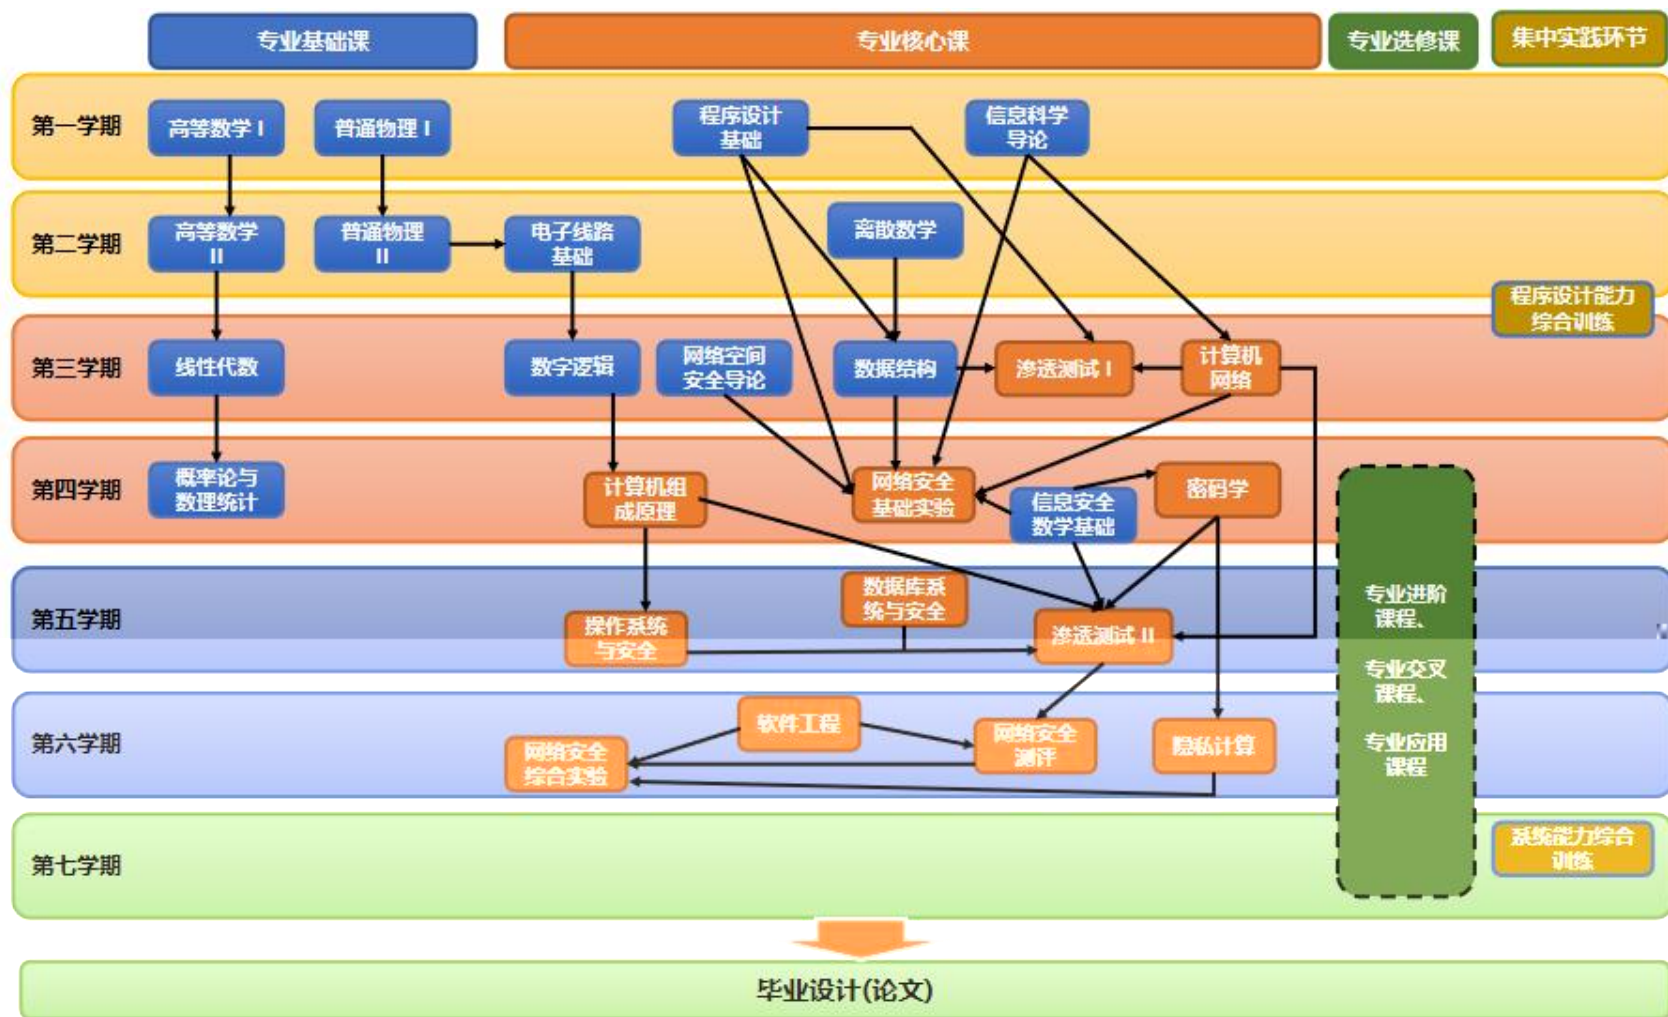 专业基础课
专业核心课
专业选修课
集中实践环节
第一学期
高等数学 I
普通物理 I
程序设计
基础
信息科学
导论
第二学期
高等数学
II
普通物理
II
电子线路
基础
离散数学
程序设计能力
综合训练
第三学期
线性代数
数字逻辑
网络空间
安全导论
数据结构
渗透测试 I
计算机
网络
第四学期
概率论与
数理统计
计算机组
成原理
网络安全
基础实验
信息安全
数学基础
密码学
第五学期
操作系统
与安全
数据库系
统与安全
渗透测试 II
专业进阶
课程、
专业交叉
课程、
专业应用
课程
第六学期
网络安全
综合实验
软件工程
网络安全
测评
隐私计算
第七学期
系统能力综合
训练
毕业设计(论文)